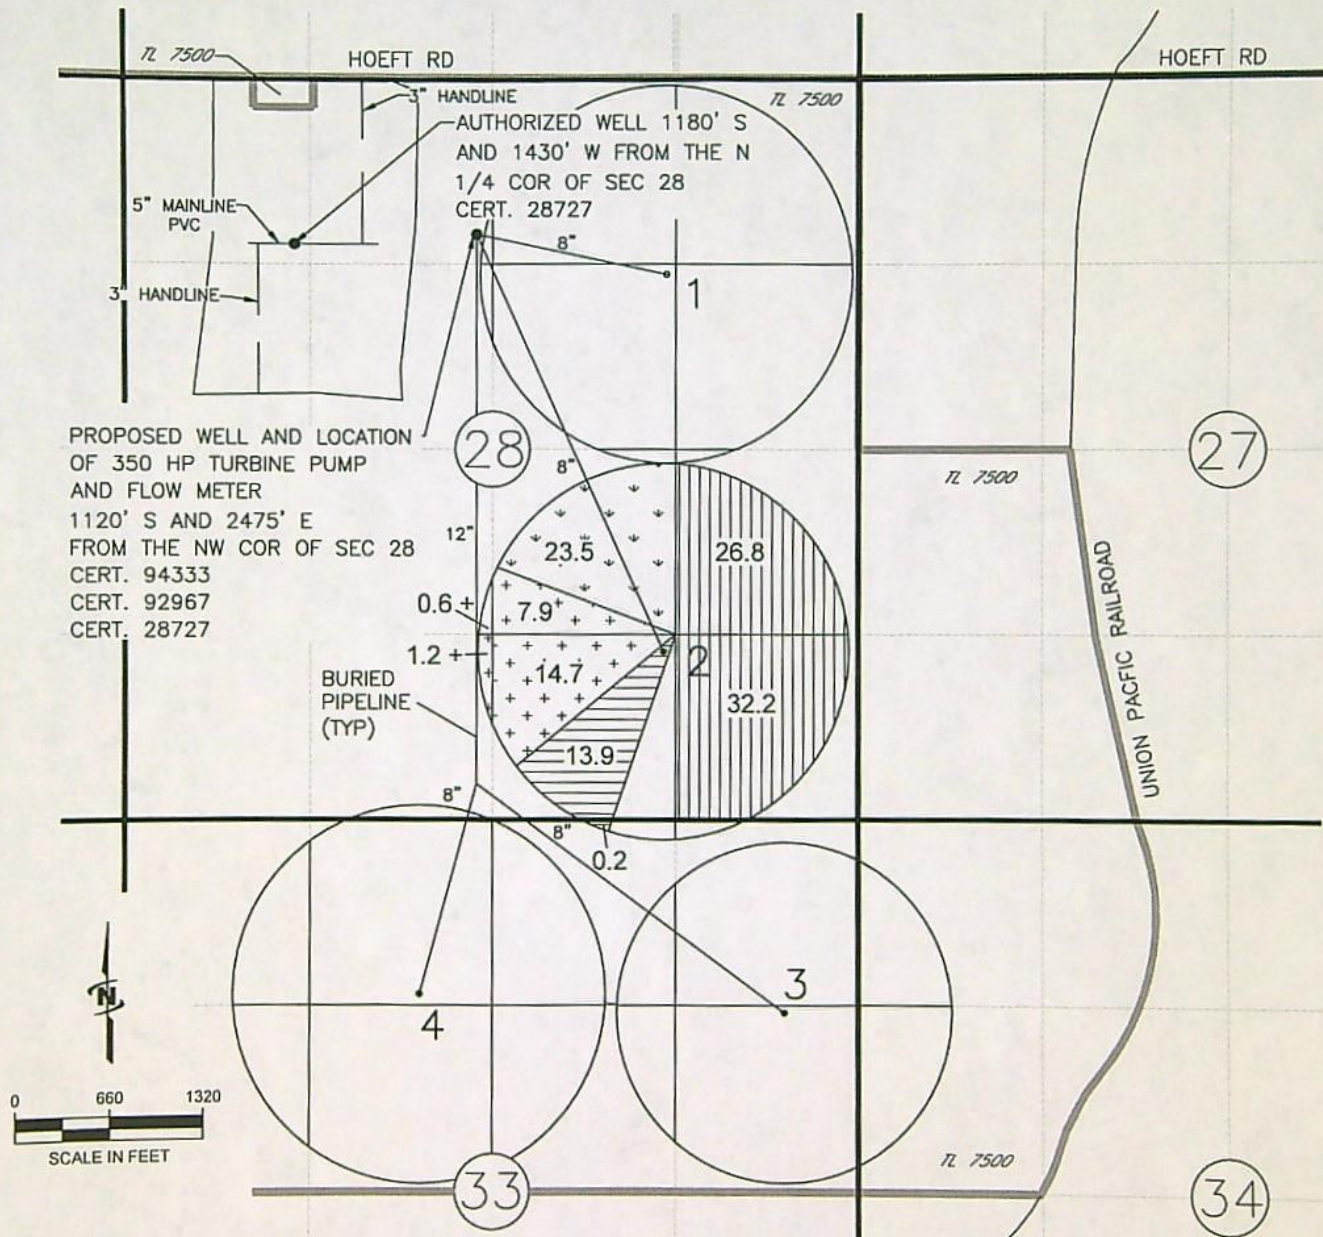 TL 7500
HOEFT RD
HOEFT RD
3" HANDLINE
TL 7500
AUTHORIZED WELL 1180' S
AND 1430' W FROM THE N
1/4 COR OF SEC 28
CERT. 28727
5" MAINLINE
PVC
8"
1
3" HANDLINE
PROPOSED WELL AND LOCATION
OF 350 HP TURBINE PUMP
AND FLOW METER
1120' S AND 2475' E
FROM THE NW COR OF SEC 28
CERT. 94333
CERT. 92967
CERT. 28727
28
27
8"
TL 7500
12"
23.5
26.8
UNION PACFIC RAILROAD
0.6
7.9
1.2
14.7
2
BURIED
PIPELINE
(TYP)
32.2
13.9
8"
8"
0.2
N
4
3
0 660 1320
SCALE IN FEET
TL 7500
33
34